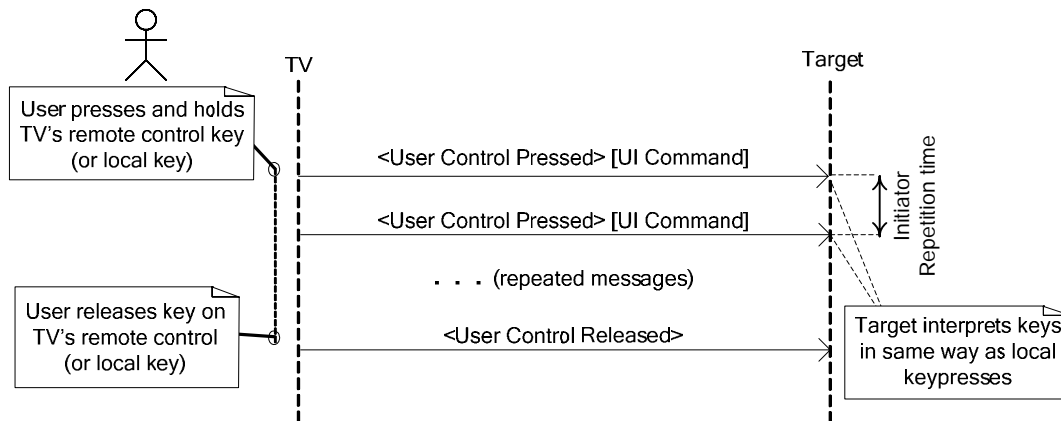 TV
Target
User presses and holds
TV's remote control key
(or local key)
<User Control Pressed> [UI Command]
Initiator
Repetition time
<User Control Pressed> [UI Command]
. . . (repeated messages)
User releases key on
TV's remote control
(or local key)
<User Control Released>
Target interprets keys
in same way as local
keypresses